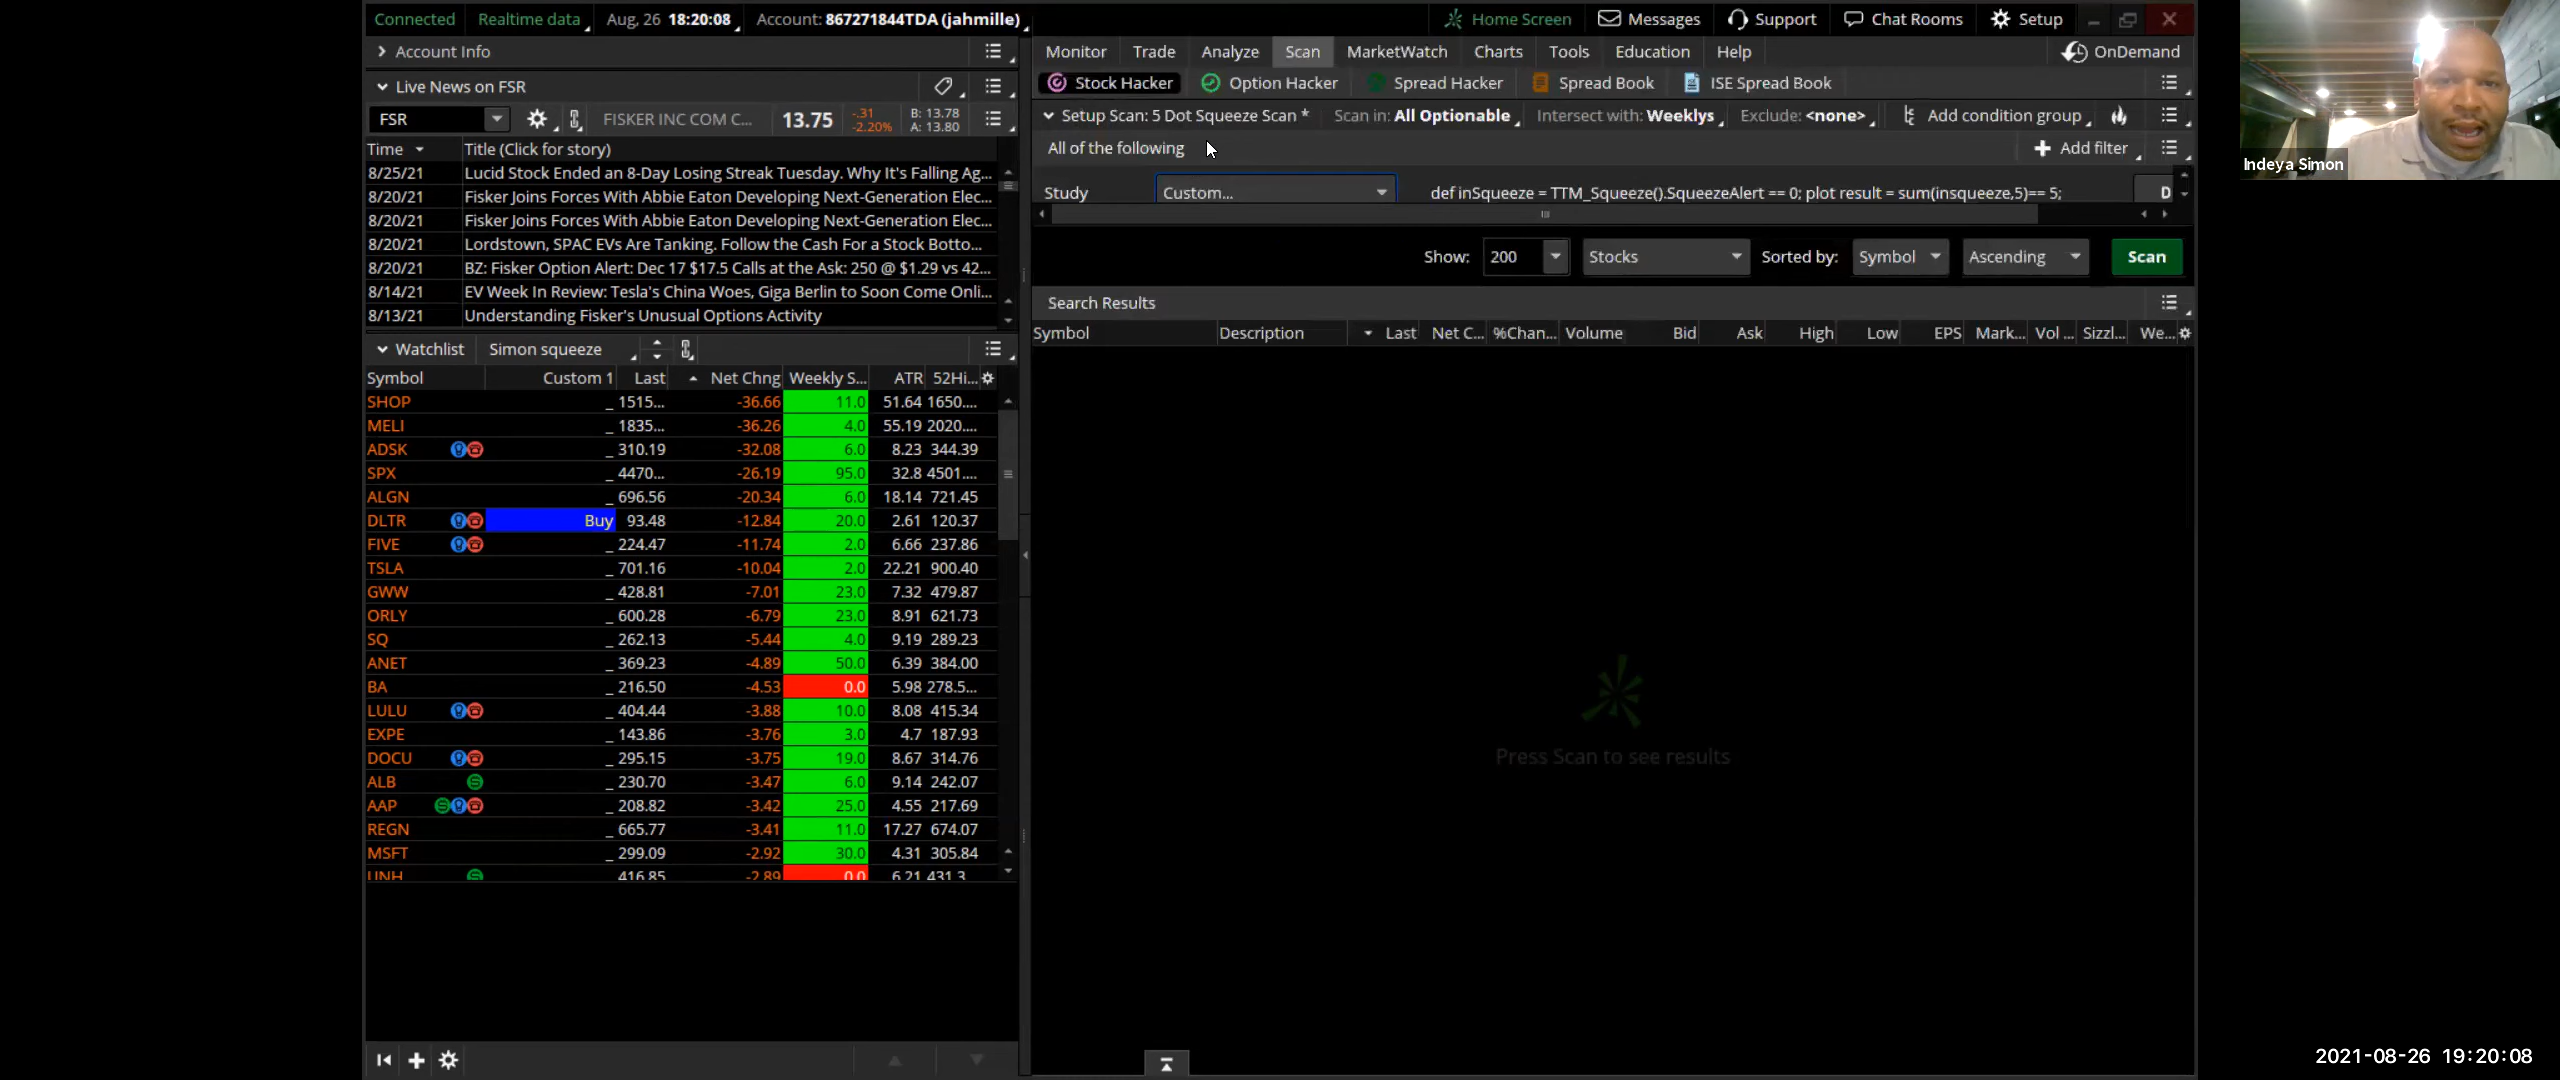 Connected Realtime data Aug, 26 18:20:08 Account: 867271844TDA (jahmille) Home Screen Messages Support Chat Rooms Setup
Account Info
Live News on FSR
FSR FISKER INC COM C... 13.75 -.31 -2.20% B: 13.78 A: 13.80
Time Title (Click for story)
8/25/21 Lucid Stock Ended an 8-Day Losing Streak Tuesday. Why It's Falling Ag...
8/20/21 Fisker Joins Forces With Abbie Eaton Developing Next-Generation Elec...
8/20/21 Fisker Joins Forces With Abbie Eaton Developing Next-Generation Elec...
8/20/21 Lordstown, SPAC EVs Are Tanking. Follow the Cash For a Stock Botto...
8/20/21 BZ: Fisker Option Alert: Dec 17 $17.5 Calls at the Ask: 250 @ $1.29 vs 42...
8/14/21 EV Week In Review: Tesla's China Woes, Giga Berlin to Soon Come Onli...
8/13/21 Understanding Fisker's Unusual Options Activity
Watchlist Simon squeeze
Symbol Custom 1 Last Net Chng Weekly S... ATR 52Hi...
SHOP _ 1515... -36.66 11.0 51.64 1650....
MELI _ 1835... -36.26 4.0 55.19 2020....
ADSK _ 310.19 -32.08 6.0 8.23 344.39
SPX _ 4470... -26.19 95.0 32.8 4501....
ALGN _ 696.56 -20.34 6.0 18.14 721.45
DLTR Buy 93.48 -12.84 20.0 2.61 120.37
FIVE _ 224.47 -11.74 2.0 6.66 237.86
TSLA _ 701.16 -10.04 2.0 22.21 900.40
GWW _ 428.81 -7.01 23.0 7.32 479.87
ORLY _ 600.28 -6.79 23.0 8.91 621.73
SQ _ 262.13 -5.44 4.0 9.19 289.23
ANET _ 369.23 -4.89 50.0 6.39 384.00
BA _ 216.50 -4.53 0.0 5.98 278.5...
LULU _ 404.44 -3.88 10.0 8.08 415.34
EXPE _ 143.86 -3.76 3.0 4.7 187.93
DOCU _ 295.15 -3.75 19.0 8.67 314.76
ALB _ 230.70 -3.47 6.0 9.14 242.07
AAP _ 208.82 -3.42 25.0 4.55 217.69
REGN _ 665.77 -3.41 11.0 17.27 674.07
MSFT _ 299.09 -2.92 30.0 4.31 305.84
UNH 416.85 -2.89 0.0 6.21 431.3
Monitor Trade Analyze Scan MarketWatch Charts Tools Education Help OnDemand
Stock Hacker Option Hacker Spread Hacker Spread Book ISE Spread Book
Setup Scan: 5 Dot Squeeze Scan * Scan in: All Optionable Intersect with: Weeklys Exclude: <none> Add condition group
All of the following Add filter
Study Custom... def inSqueeze = TTM_Squeeze().SqueezeAlert == 0; plot result = sum(insqueeze,5)== 5; D
Show: 200 Stocks Sorted by: Symbol Ascending Scan
Search Results
Symbol Description Last Net C... %Chan... Volume Bid Ask High Low EPS Mark... Vol ... Sizzl... We...
Press Scan to see results
Indeya Simon
2021-08-26 19:20:08